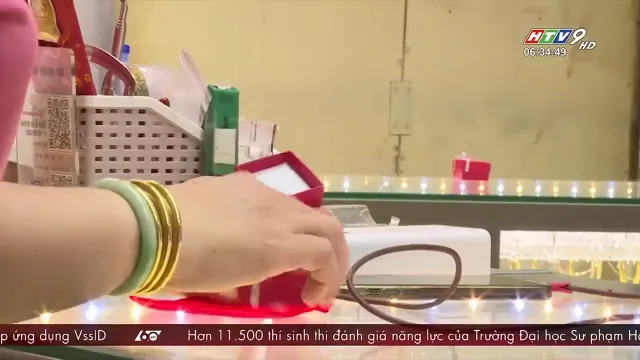 HTV9 HD
06:34:49
p ứng dụng VssID 60 Hơn 11.500 thí sinh thi đánh giá năng lực của Trường Đại học Sư phạm H